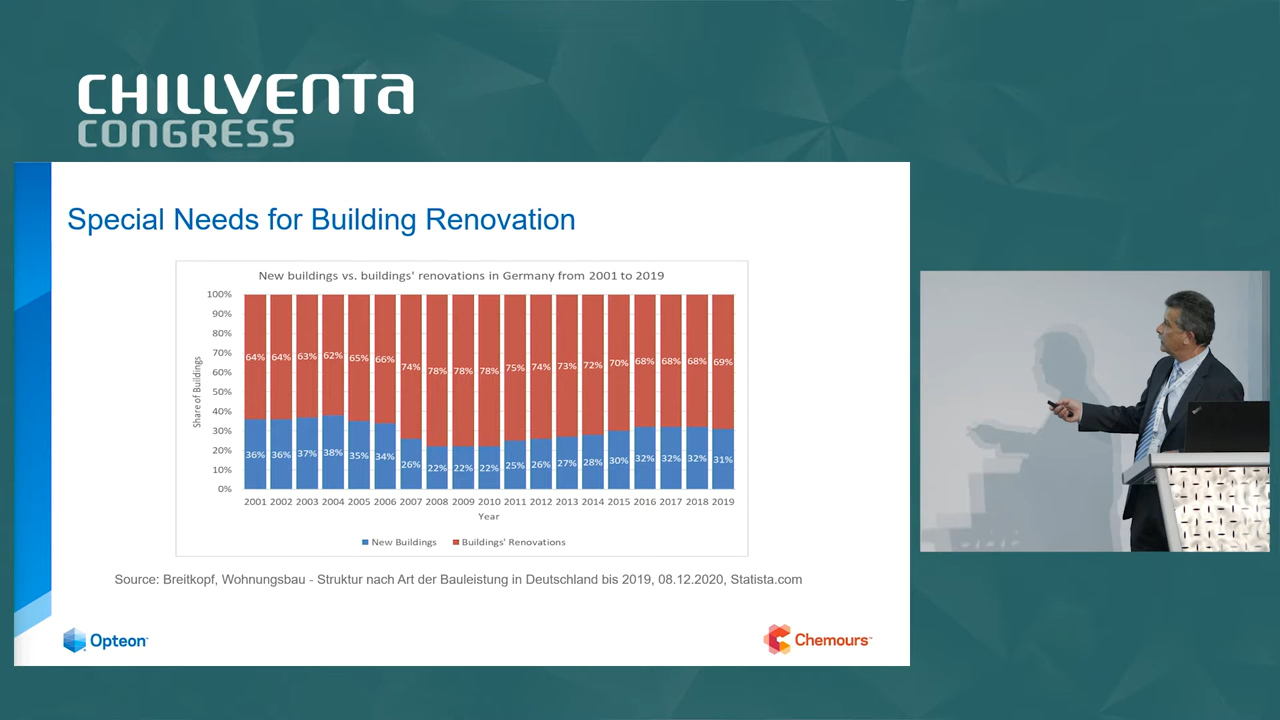 CHILLVENTA
CONGRESS
Special Needs for Building Renovation
New buildings vs. buildings' renovations in Germany from 2001 to 2019
100%
90%
80%
70%
60%
50%
40%
30%
20%
10%
0%
Share of Buildings
64% 64% 63% 62% 65% 66% 74% 78% 78% 78% 75% 74% 73% 72% 70% 68% 68% 68% 69%
36% 36% 37% 38% 35% 34% 26% 22% 22% 22% 25% 26% 27% 28% 30% 32% 32% 32% 31%
2001 2002 2003 2004 2005 2006 2007 2008 2009 2010 2011 2012 2013 2014 2015 2016 2017 2018 2019
Year
New Buildings Buildings' Renovations
Source: Breitkopf, Wohnungsbau - Struktur nach Art der Bauleistung in Deutschland bis 2019, 08.12.2020, Statista.com
Opteon™
Chemours™